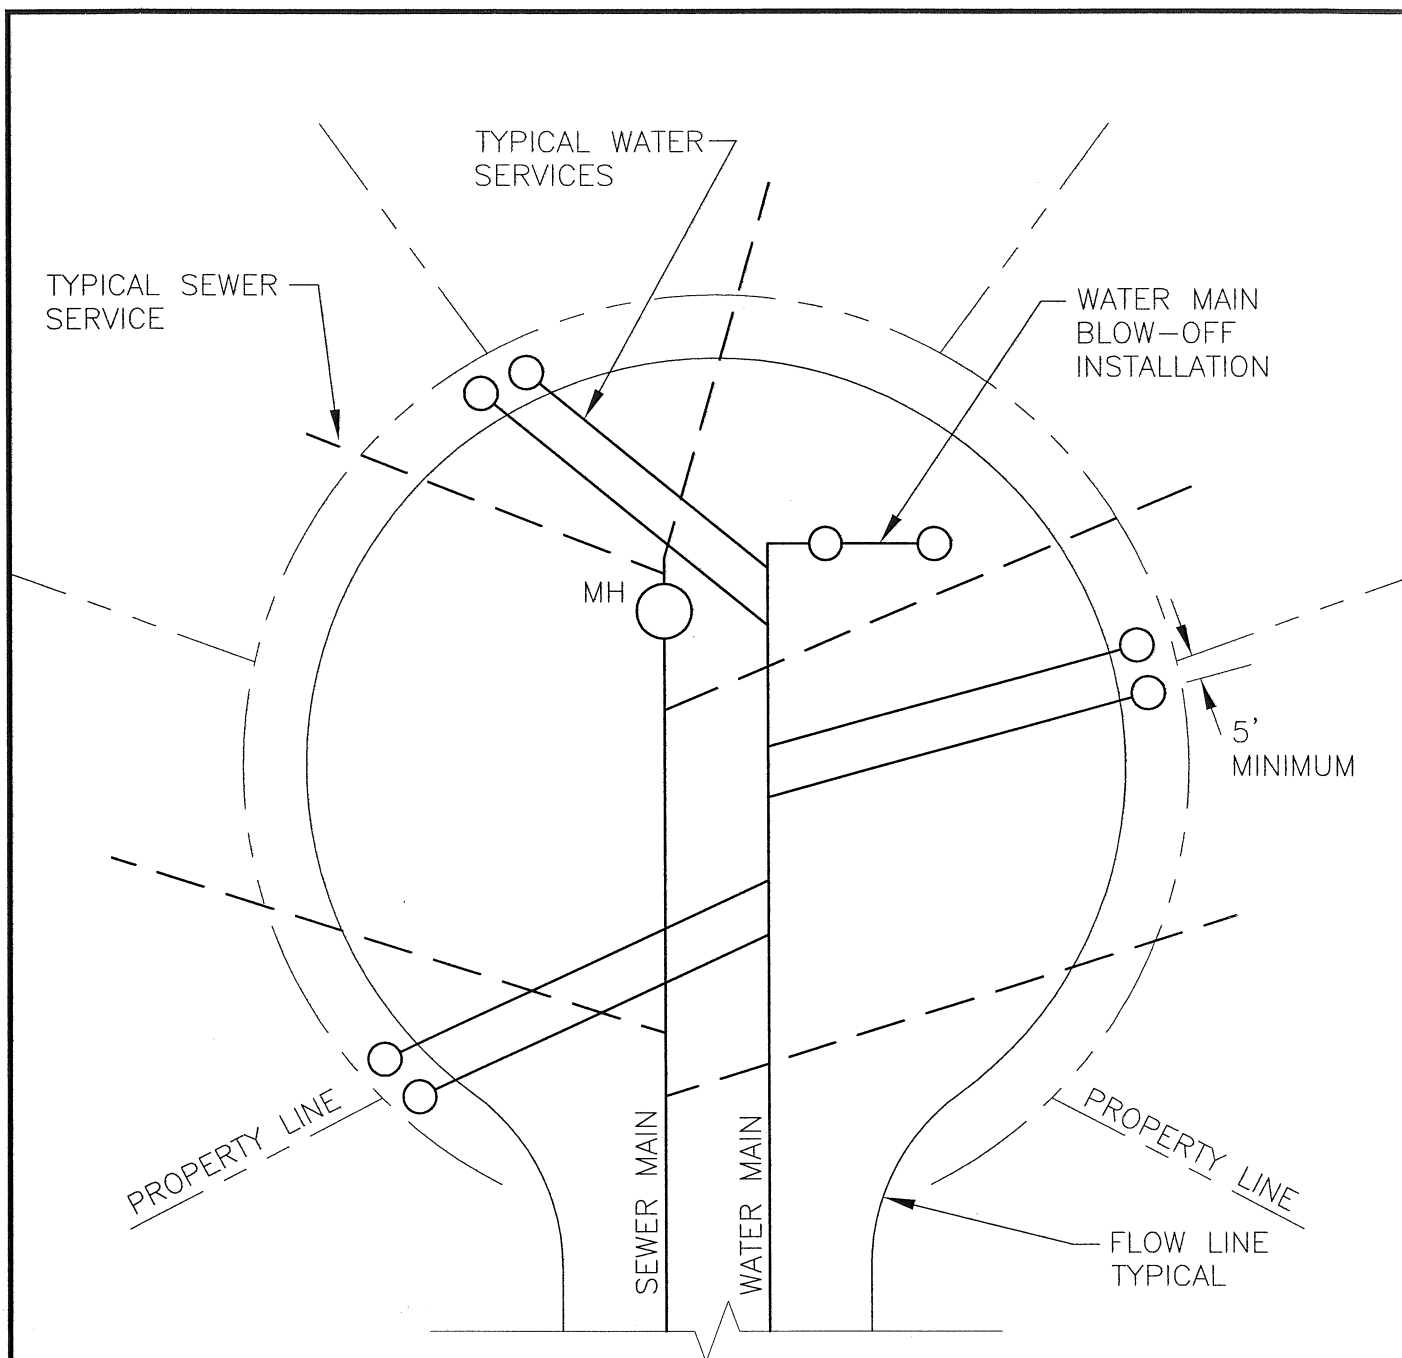 TYPICAL WATER
SERVICES
TYPICAL SEWER
SERVICE
WATER MAIN
BLOW-OFF
INSTALLATION
MH
5'
MINIMUM
PROPERTY LINE
SEWER MAIN
WATER MAIN
PROPERTY LINE
FLOW LINE
TYPICAL